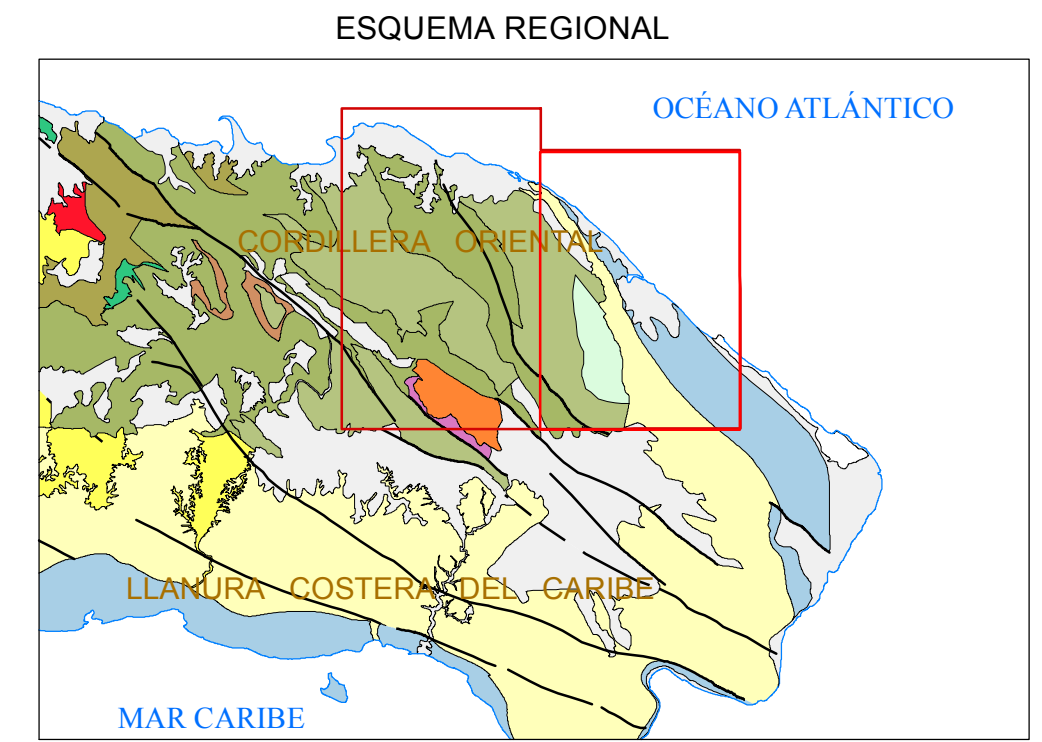 ESQUEMA REGIONAL
OCÉANO ATLÁNTICO
CORDILLERA ORIENTAL
LLANURA COSTERA DEL CARIBE
MAR CARIBE